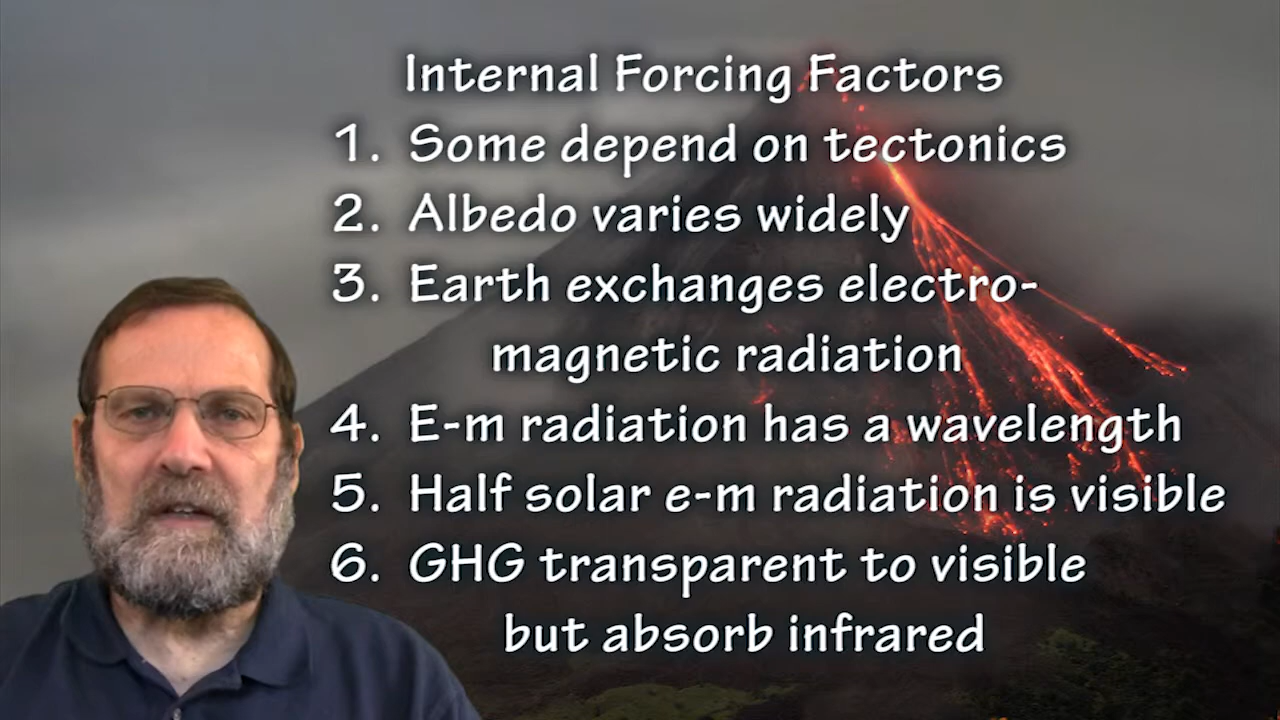 Internal Forcing Factors
1. Some depend on tectonics
2. Albedo varies widely
3. Earth exchanges electro-
magnetic radiation
4. E-m radiation has a wavelength
5. Half solar e-m radiation is visible
6. GHG transparent to visible
but absorb infrared